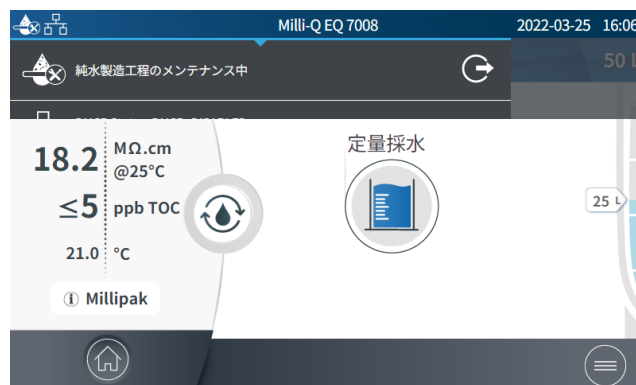 Milli-Q EQ 7008
2022-03-25 16:06
純水製造工程のメンテナンス中
50 L
18.2 MΩ.cm @25°C
≤5 ppb TOC
21.0 °C
Millipak
定量採水
25 L